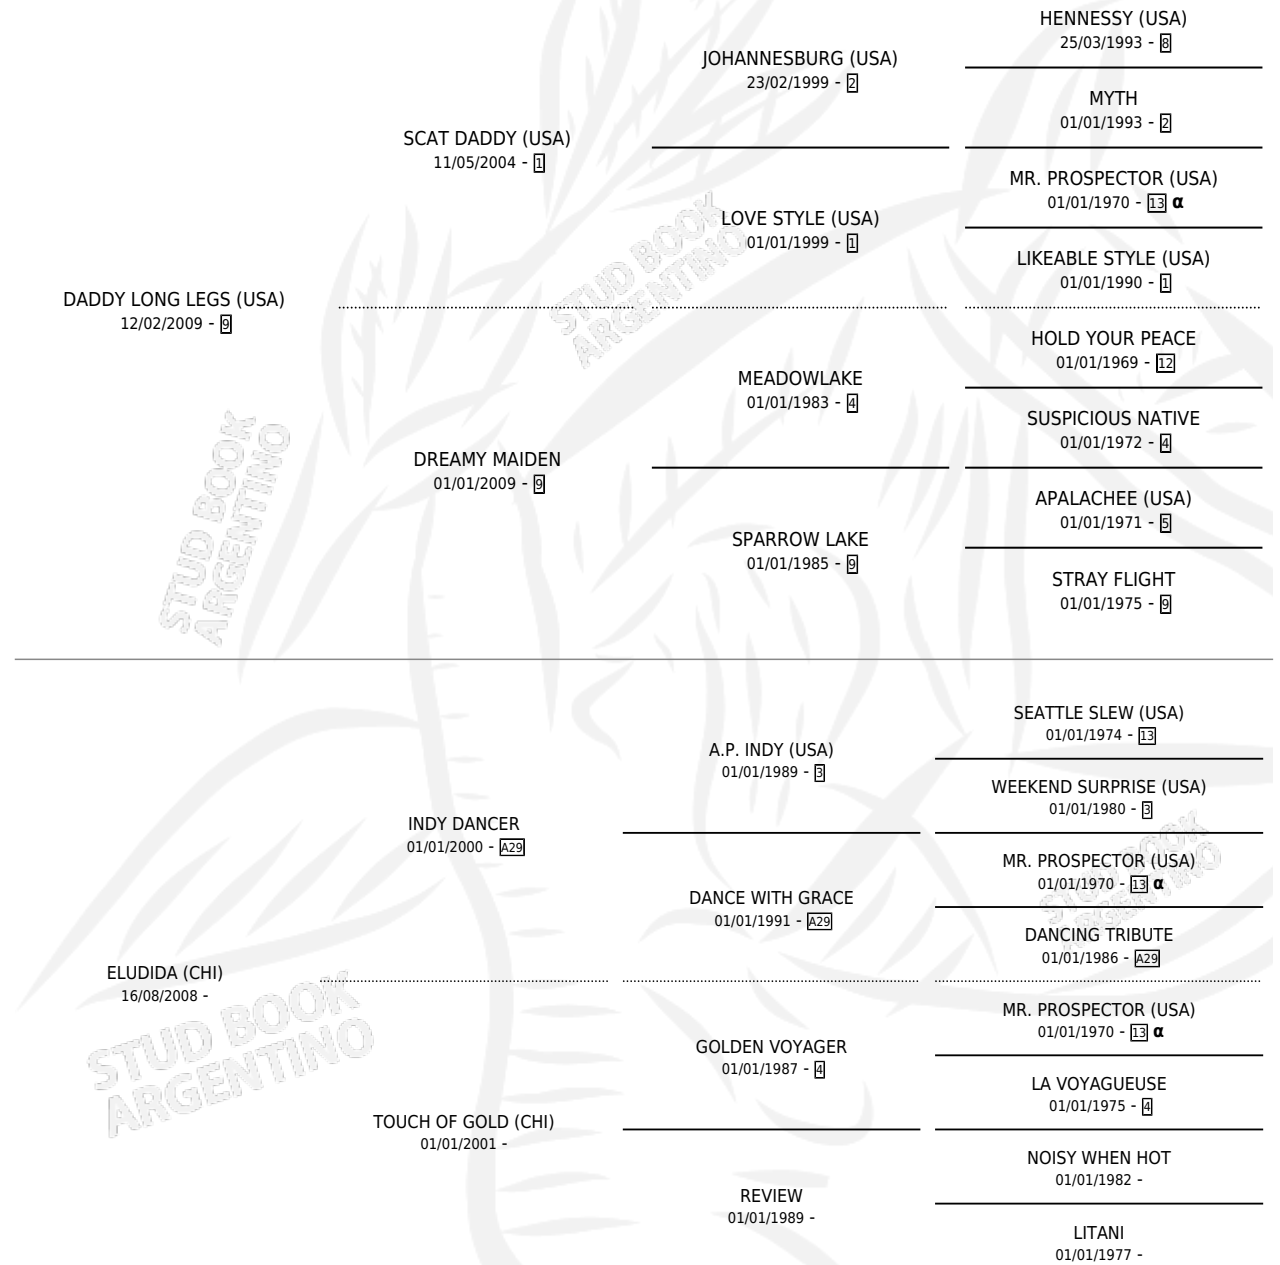 HENNESSY (USA)
25/03/1993 - 8
JOHANNESBURG (USA)
23/02/1999 - 2
MYTH
01/01/1993 - 2
SCAT DADDY (USA)
11/05/2004 - 1
MR. PROSPECTOR (USA)
01/01/1970 - 13 α
LOVE STYLE (USA)
01/01/1999 - 1
LIKEABLE STYLE (USA)
01/01/1990 - 1
DADDY LONG LEGS (USA)
12/02/2009 - 9
HOLD YOUR PEACE
01/01/1969 - 12
MEADOWLAKE
01/01/1983 - 4
SUSPICIOUS NATIVE
01/01/1972 - 4
DREAMY MAIDEN
01/01/2009 - 9
APALACHEE (USA)
01/01/1971 - 5
SPARROW LAKE
01/01/1985 - 9
STRAY FLIGHT
01/01/1975 - 9
SEATTLE SLEW (USA)
01/01/1974 - 13
A.P. INDY (USA)
01/01/1989 - 3
WEEKEND SURPRISE (USA)
01/01/1980 - 3
INDY DANCER
01/01/2000 - A29
MR. PROSPECTOR (USA)
01/01/1970 - 13 α
DANCE WITH GRACE
01/01/1991 - A29
DANCING TRIBUTE
01/01/1986 - A29
ELUDIDA (CHI)
16/08/2008 -
MR. PROSPECTOR (USA)
01/01/1970 - 13 α
GOLDEN VOYAGER
01/01/1987 - 4
LA VOYAGUEUSE
01/01/1975 - 4
TOUCH OF GOLD (CHI)
01/01/2001 -
NOISY WHEN HOT
01/01/1982 -
REVIEW
01/01/1989 -
LITANI
01/01/1977 -
STUD BOOK
ARGENTINO
STUD BOOK
ARGENTINO
STUD BOOK
ARGENTINO
STUD BOOK
ARGENTINO